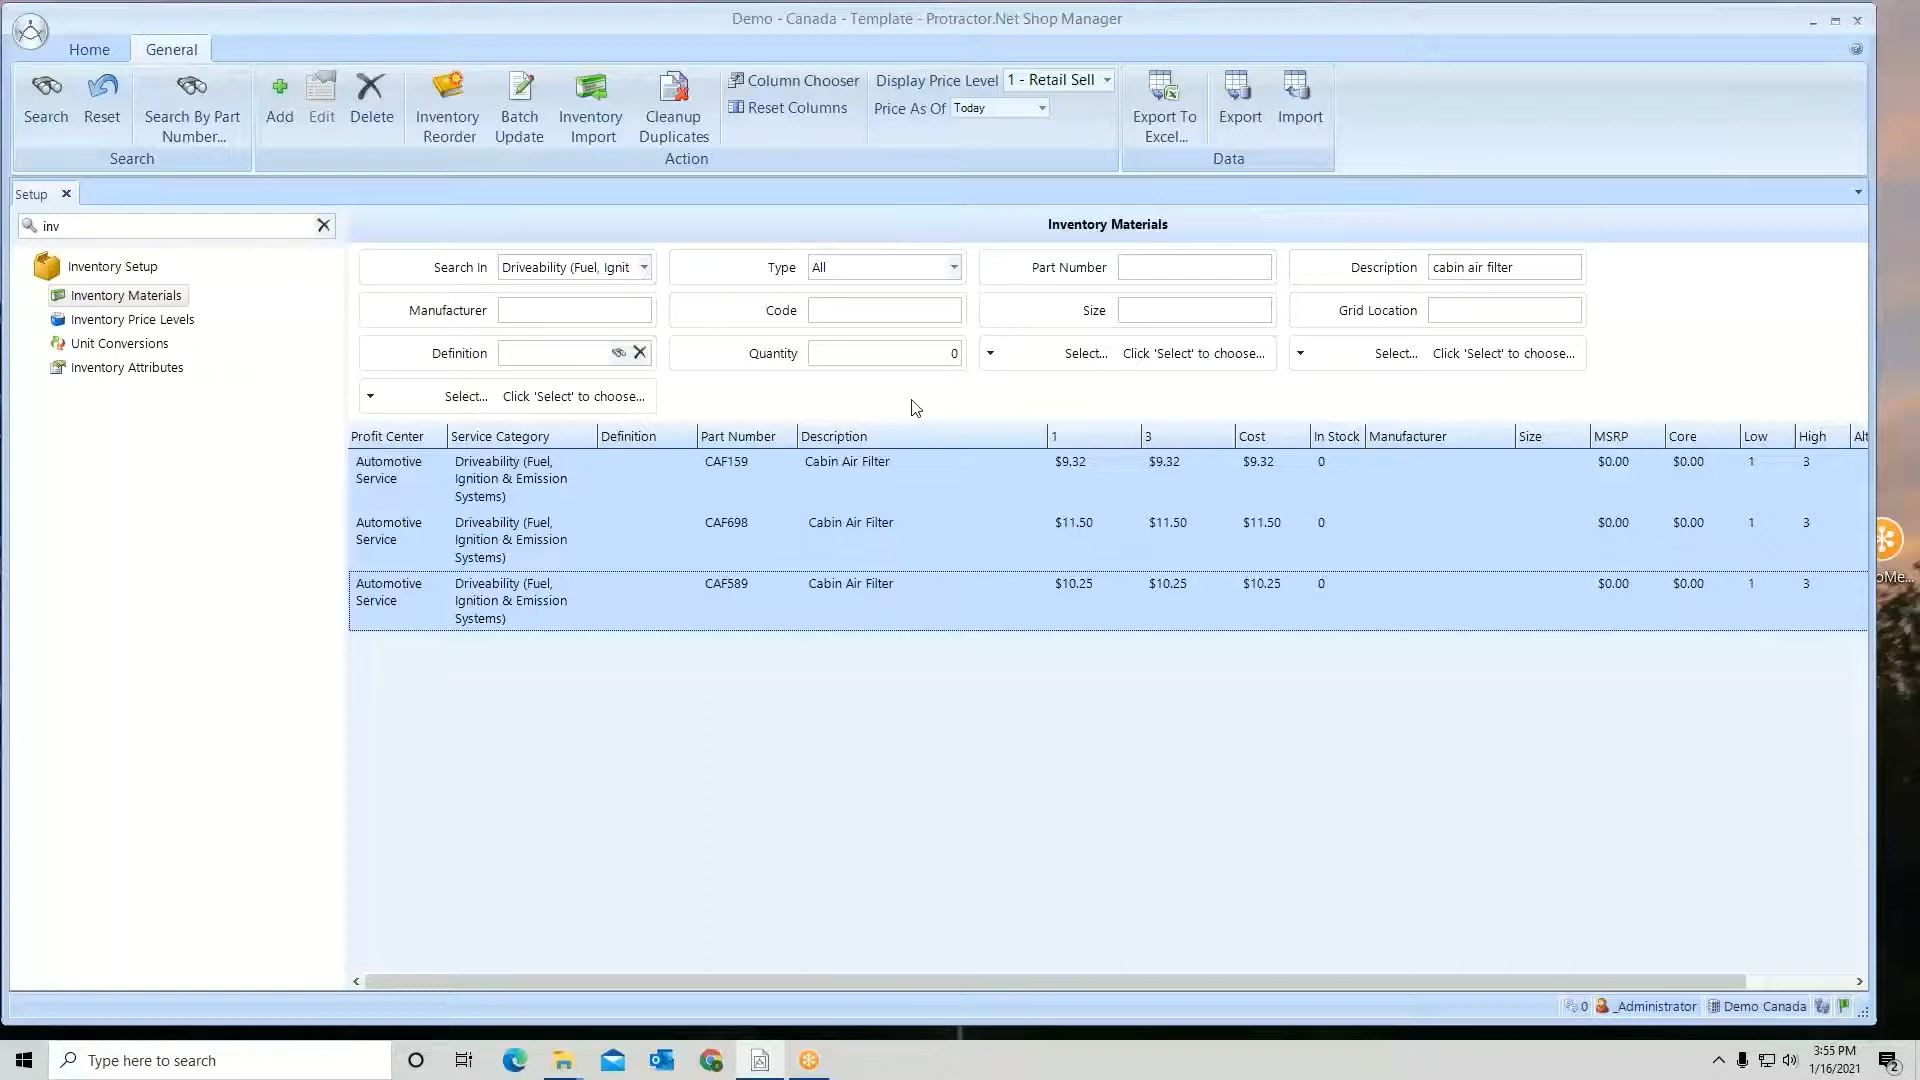 Demo - Canada - Template - Protractor.Net Shop Manager
Home
General
Search
Reset
Search By Part
Number...
Search
Add
Edit
Delete
Inventory
Reorder
Batch
Update
Inventory
Import
Cleanup
Duplicates
Column Chooser
Reset Columns
Display Price Level
1 - Retail Sell
Price As Of
Today
Action
Export To
Excel...
Export
Import
Data
Setup
inv
Inventory Setup
Inventory Materials
Inventory Price Levels
Unit Conversions
Inventory Attributes
Inventory Materials
Search In
Driveability (Fuel, Ignit
Type
All
Part Number
Description
cabin air filter
Manufacturer
Code
Size
Grid Location
Definition
Quantity
0
Select...
Click 'Select' to choose...
Select...
Click 'Select' to choose...
Select...
Click 'Select' to choose...
Profit Center Service Category Definition Part Number Description 1 3 Cost In Stock Manufacturer Size MSRP Core Low High Alt
Automotive Driveability (Fuel, CAF159 Cabin Air Filter $9.32 $9.32 $9.32 0 $0.00 $0.00 1 3
Service Ignition & Emission
Systems)
Automotive Driveability (Fuel, CAF698 Cabin Air Filter $11.50 $11.50 $11.50 0 $0.00 $0.00 1 3
Service Ignition & Emission
Systems)
Automotive Driveability (Fuel, CAF589 Cabin Air Filter $10.25 $10.25 $10.25 0 $0.00 $0.00 1 3
Service Ignition & Emission
Systems)
0
_Administrator
Demo Canada
oMe...
Type here to search
3:55 PM
1/16/2021
2